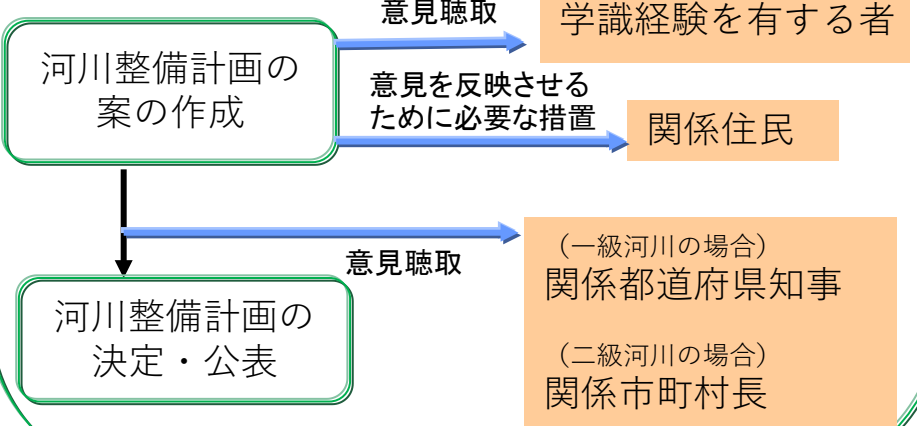 意見聴取
学識経験を有する者
河川整備計画の
案の作成
意見を反映させる
ために必要な措置
関係住民
意見聴取
（一級河川の場合）
関係都道府県知事
（二級河川の場合）
関係市町村長
河川整備計画の
決定・公表